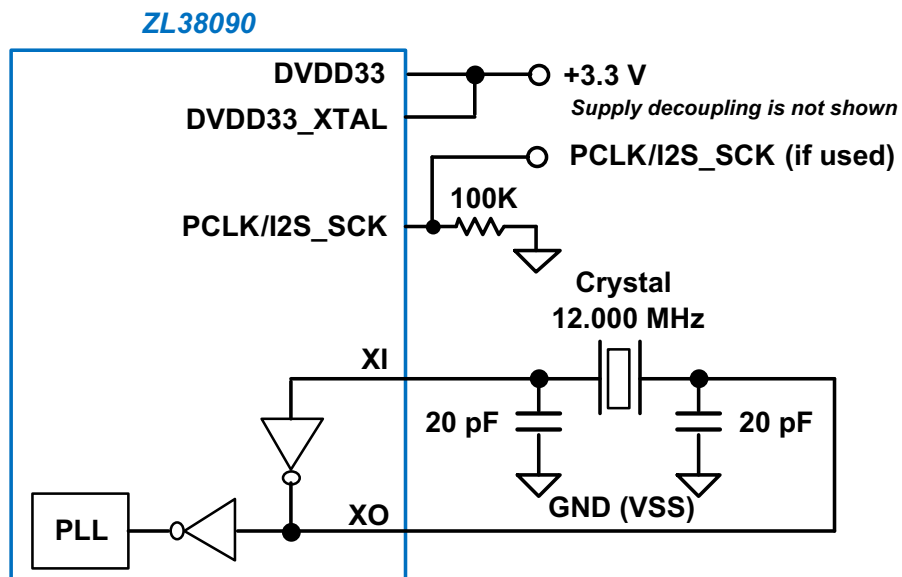 ZL38090
DVDD33
+3.3 V
Supply decoupling is not shown
DVDD33_XTAL
PCLK/I2S_SCK (if used)
100K
PCLK/I2S_SCK
Crystal
12.000 MHz
XI
20 pF
20 pF
GND (VSS)
XO
PLL